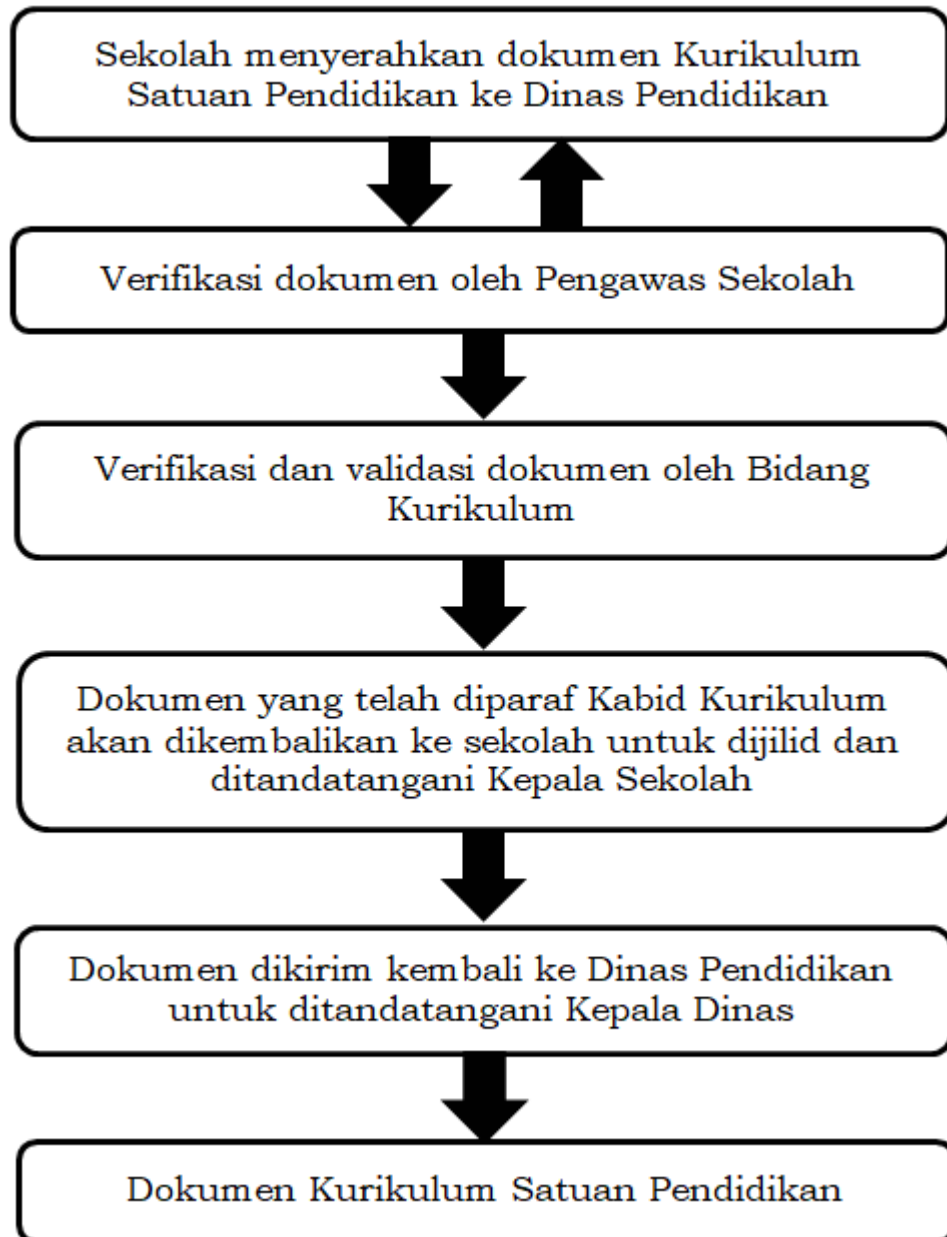 Sekolah menyerahkan dokumen Kurikulum
Satuan Pendidikan ke Dinas Pendidikan
Verifikasi dokumen oleh Pengawas Sekolah
Verifikasi dan validasi dokumen oleh Bidang
Kurikulum
Dokumen yang telah diparaf Kabid Kurikulum
akan dikembalikan ke sekolah untuk dijilid dan
ditandatangani Kepala Sekolah
Dokumen dikirim kembali ke Dinas Pendidikan
untuk ditandatangani Kepala Dinas
Dokumen Kurikulum Satuan Pendidikan